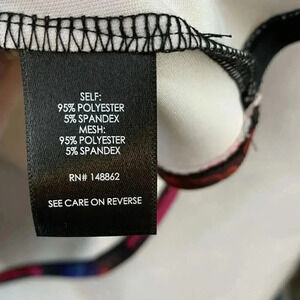 SELF:
95% POLYESTER
5% SPANDEX
MESH:
95% POLYESTER
5% SPANDEX
RN# 148862
SEE CARE ON REVERSE